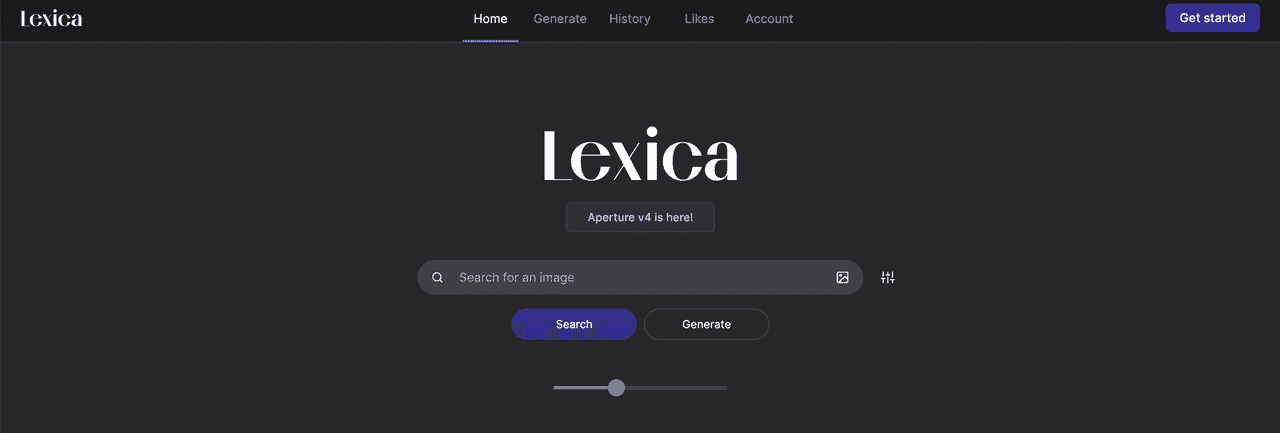 Lexica Home Generate History Likes Account Get started
Lexica
Aperture v4 is here!
Search for an image
Search Generate